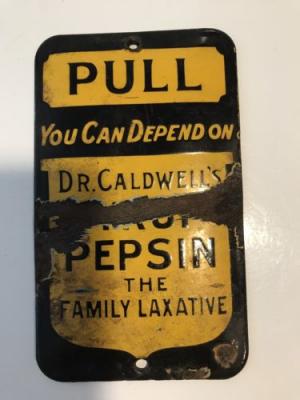 PULL
YOU CAN DEPEND ON
DR. CALDWELL'S
PEPSIN
THE
FAMILY LAXATIVE